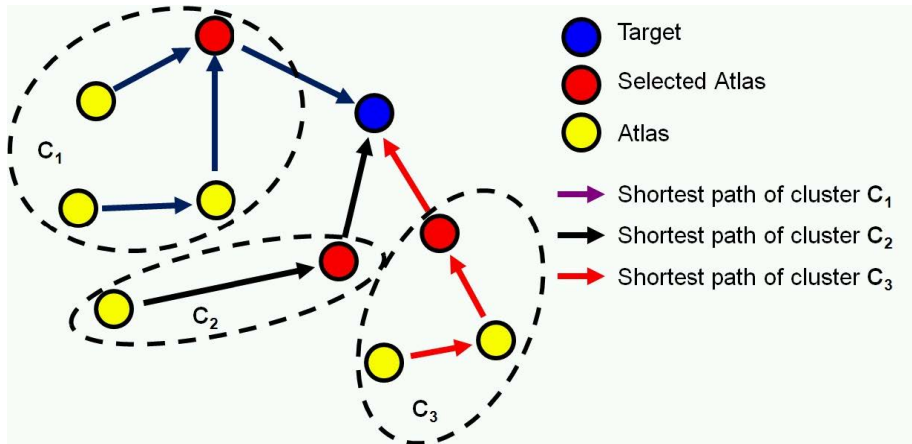 Target
Selected Atlas
Atlas
C₁
Shortest path of cluster C₁
Shortest path of cluster C₂
Shortest path of cluster C₃
C₂
C₃